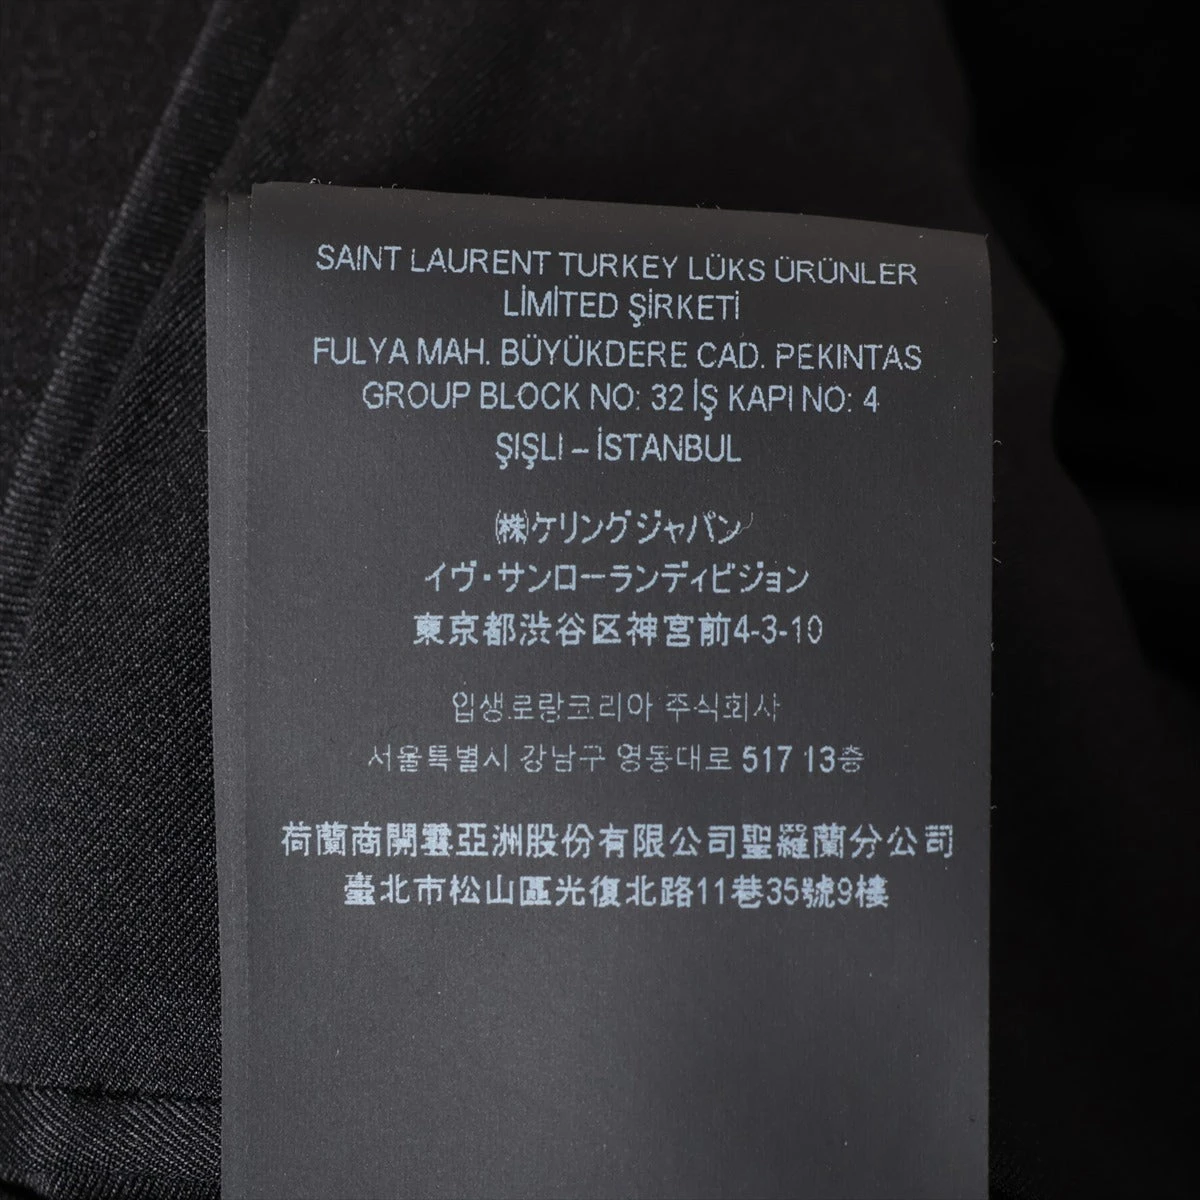 SAINT LAURENT TURKEY LÜKS ÜRÜNLER
LİMİTED ŞİRKETİ
FULYA MAH. BÜYÜKDERE CAD. PEKINTAS
GROUP BLOCK NO: 32 İŞ KAPI NO: 4
ŞIŞLI – İSTANBUL
㈱ケリングジャパン
イヴ・サンローランディビジョン
東京都渋谷区神宮前4-3-10
입생로랑코리아 주식회사
서울특별시 강남구 영동대로 517 13층
荷蘭商開雲亞洲股份有限公司聖羅蘭分公司
臺北市松山區光復北路11巷35號9樓